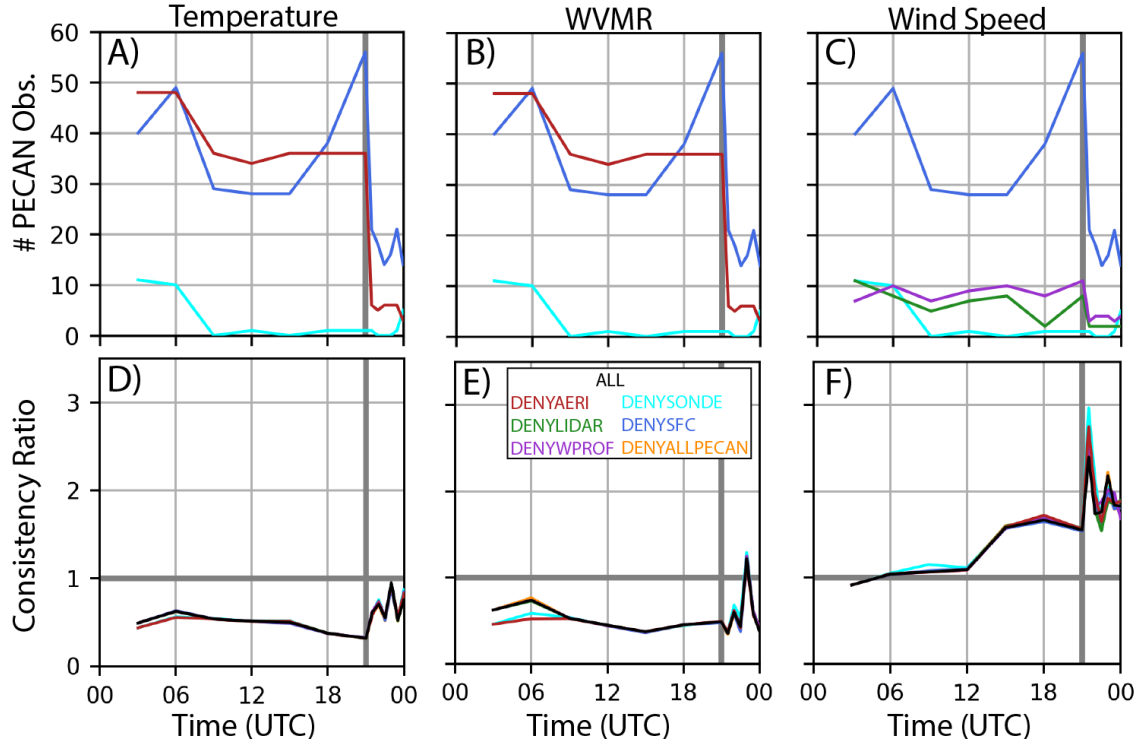 Temperature WVMR Wind Speed
A) B) C)
# PECAN Obs.
60
50
40
30
20
10
0
D) E) F)
ALL
DENYAERI DENYSONDE
DENYLIDAR DENYSFC
DENYWPROF DENYALLPECAN
Consistency Ratio
3
2
1
0
00 06 12 18 00 00 06 12 18 00 00 06 12 18 00
Time (UTC) Time (UTC) Time (UTC)